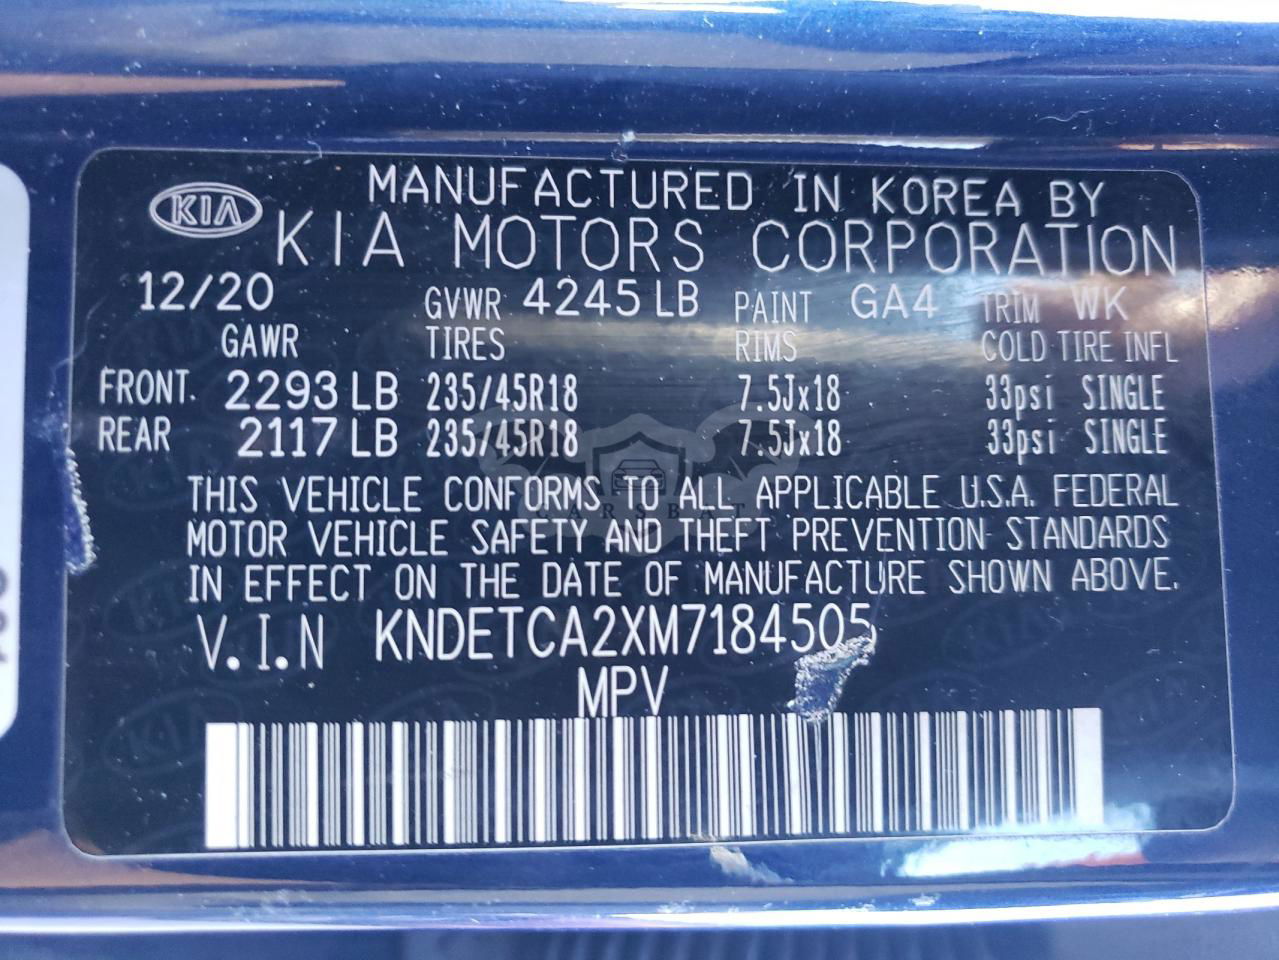 KIA MANUFACTURED IN KOREA BY
KIA MOTORS CORPORATION
12/20 GVWR 4245 LB PAINT GA4 TRIM WK
GAWR TIRES RIMS COLD TIRE INFL
FRONT. 2293 LB 235/45R18 7.5Jx18 33psi SINGLE
REAR 2117 LB 235/45R18 7.5Jx18 33psi SINGLE
THIS VEHICLE CONFORMS TO ALL APPLICABLE U.S.A. FEDERAL
CARSBAT
MOTOR VEHICLE SAFETY AND THEFT PREVENTION STANDARDS
IN EFFECT ON THE DATE OF MANUFACTURE SHOWN ABOVE.
V.I.N KNDETCA2XM7184505
MPV